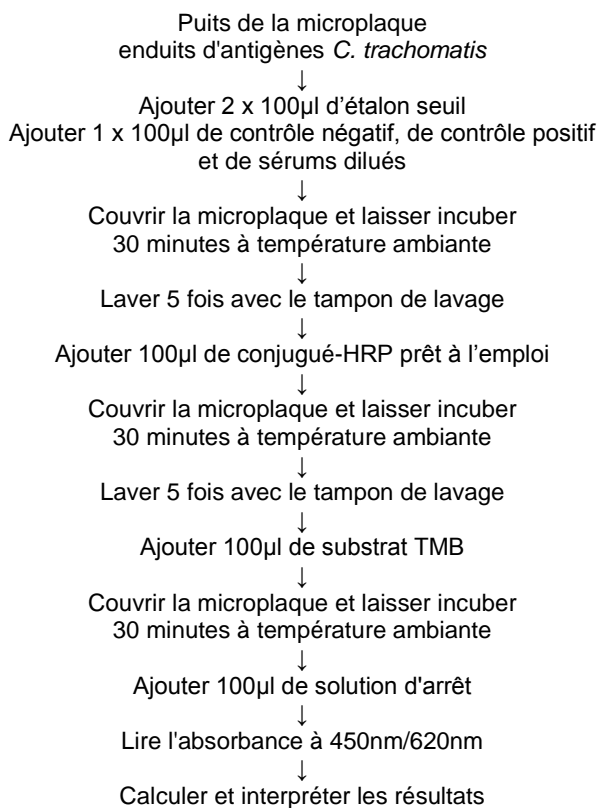 Puits de la microplaque
enduits d'antigènes C. trachomatis
↓
Ajouter 2 x 100µl d’étalon seuil
Ajouter 1 x 100µl de contrôle négatif, de contrôle positif
et de sérums dilués
↓
Couvrir la microplaque et laisser incuber
30 minutes à température ambiante
↓
Laver 5 fois avec le tampon de lavage
↓
Ajouter 100µl de conjugué-HRP prêt à l’emploi
↓
Couvrir la microplaque et laisser incuber
30 minutes à température ambiante
↓
Laver 5 fois avec le tampon de lavage
↓
Ajouter 100µl de substrat TMB
↓
Couvrir la microplaque et laisser incuber
30 minutes à température ambiante
↓
Ajouter 100µl de solution d'arrêt
↓
Lire l'absorbance à 450nm/620nm
↓
Calculer et interpréter les résultats